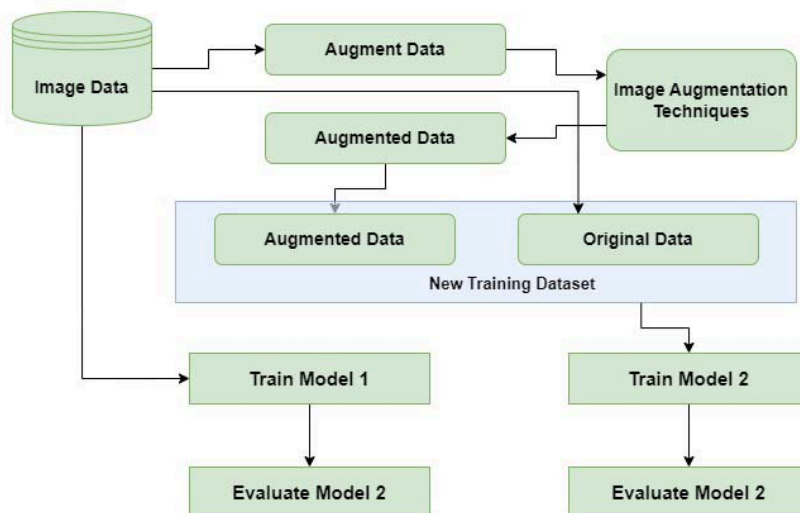 Image Data
Augment Data
Image Augmentation
Techniques
Augmented Data
Augmented Data
Original Data
New Training Dataset
Train Model 1
Train Model 2
Evaluate Model 2
Evaluate Model 2